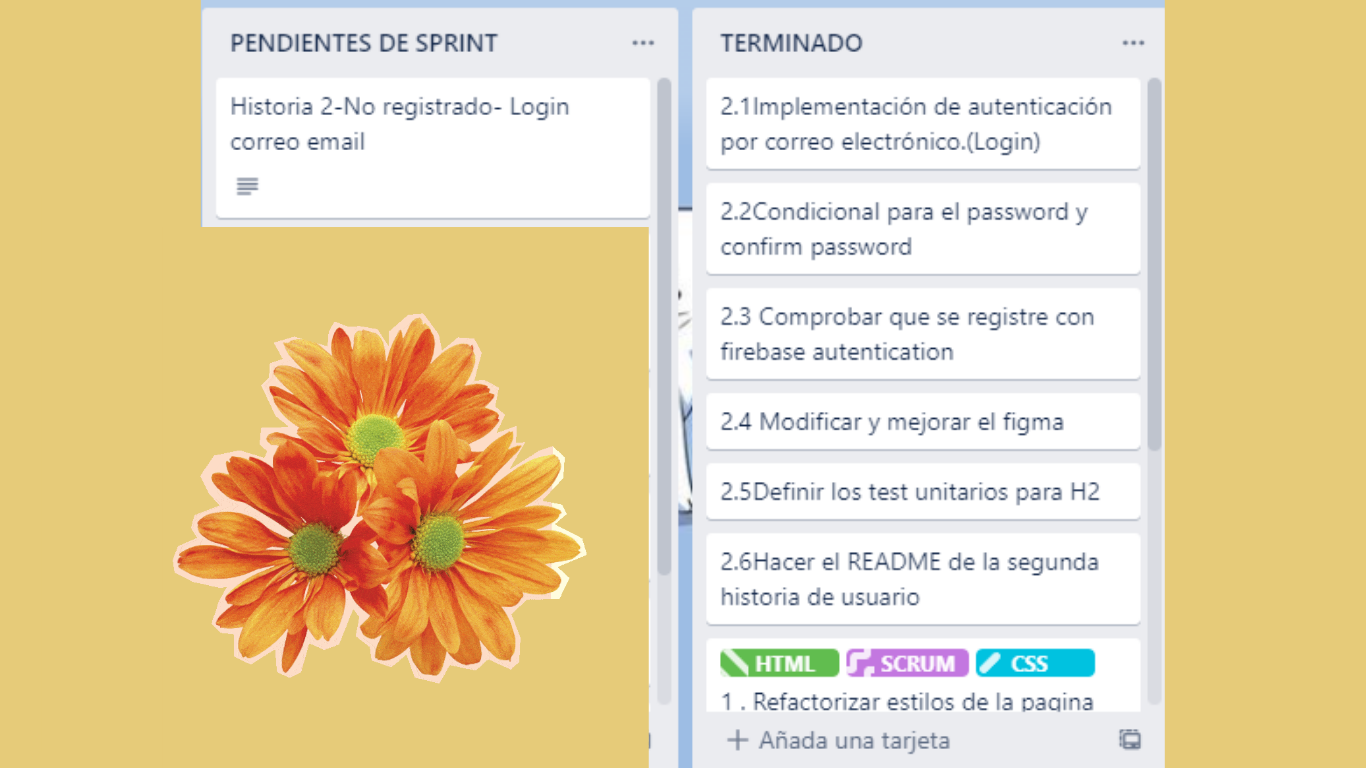 PENDIENTES DE SPRINT
Historia 2-No registrado- Login
correo email
TERMINADO
2.1Implementación de autenticación
por correo electrónico.(Login)
2.2Condicional para el password y
confirm password
2.3 Comprobar que se registre con
firebase autentication
2.4 Modificar y mejorar el figma
2.5Definir los test unitarios para H2
2.6Hacer el README de la segunda
historia de usuario
HTML SCRUM CSS
1 . Refactorizar estilos de la pagina
+ Añada una tarjeta